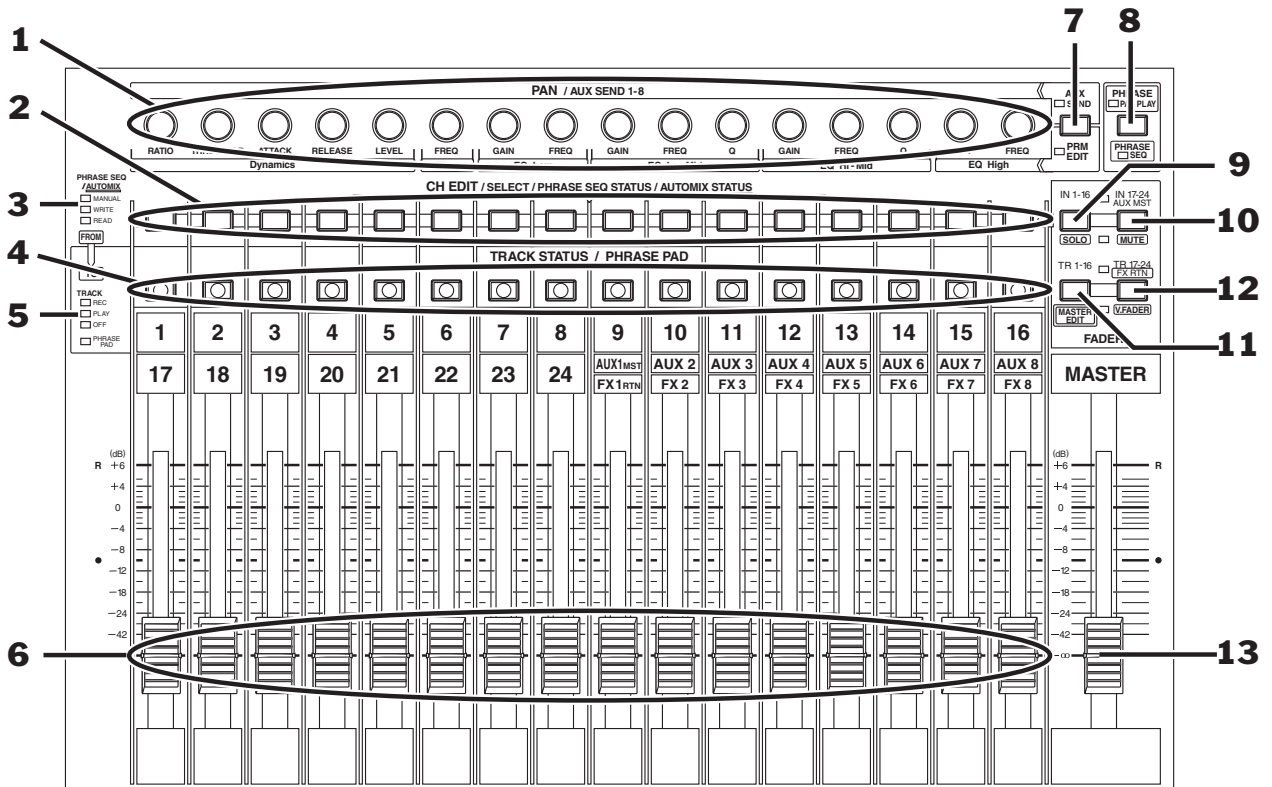 7 8
1
PAN / AUX SEND 1-8
AUX
SEND
PHRASE
PAD PLAY
2
RATIO ATTACK RELEASE LEVEL FREQ GAIN FREQ GAIN FREQ Q GAIN FREQ Q FREQ
PRM
EDIT
PHRASE
SEQ
Dynamics EQ Hi-Mid EQ High
9
PHRASE SEQ
/AUTOMIX
CH EDIT / SELECT / PHRASE SEQ STATUS / AUTOMIX STATUS
3
MANUAL
WRITE
READ
IN 1-16 IN 17-24
AUX MST
10
FROM
SOLO MUTE
4
TRACK STATUS / PHRASE PAD
TR 1-16 TR 17-24
FX RTN
5
TRACK
REC
PLAY
OFF
PHRASE
PAD
12
MASTER
EDIT
V.FADER
1 2 3 4 5 6 7 8 9 10 11 12 13 14 15 16
FADER
11
17 18 19 20 21 22 23 24
AUX1MST AUX 2 AUX 3 AUX 4 AUX 5 AUX 6 AUX 7 AUX 8
FX1RTN FX 2 FX 3 FX 4 FX 5 FX 6 FX 7 FX 8
MASTER
(dB) (dB)
R +6 +6 R
+4 +4
0 0
−4 −4
−8 −8
−12 −12
−18 −18
−24 −24
−42 −42
6 −∞ 13